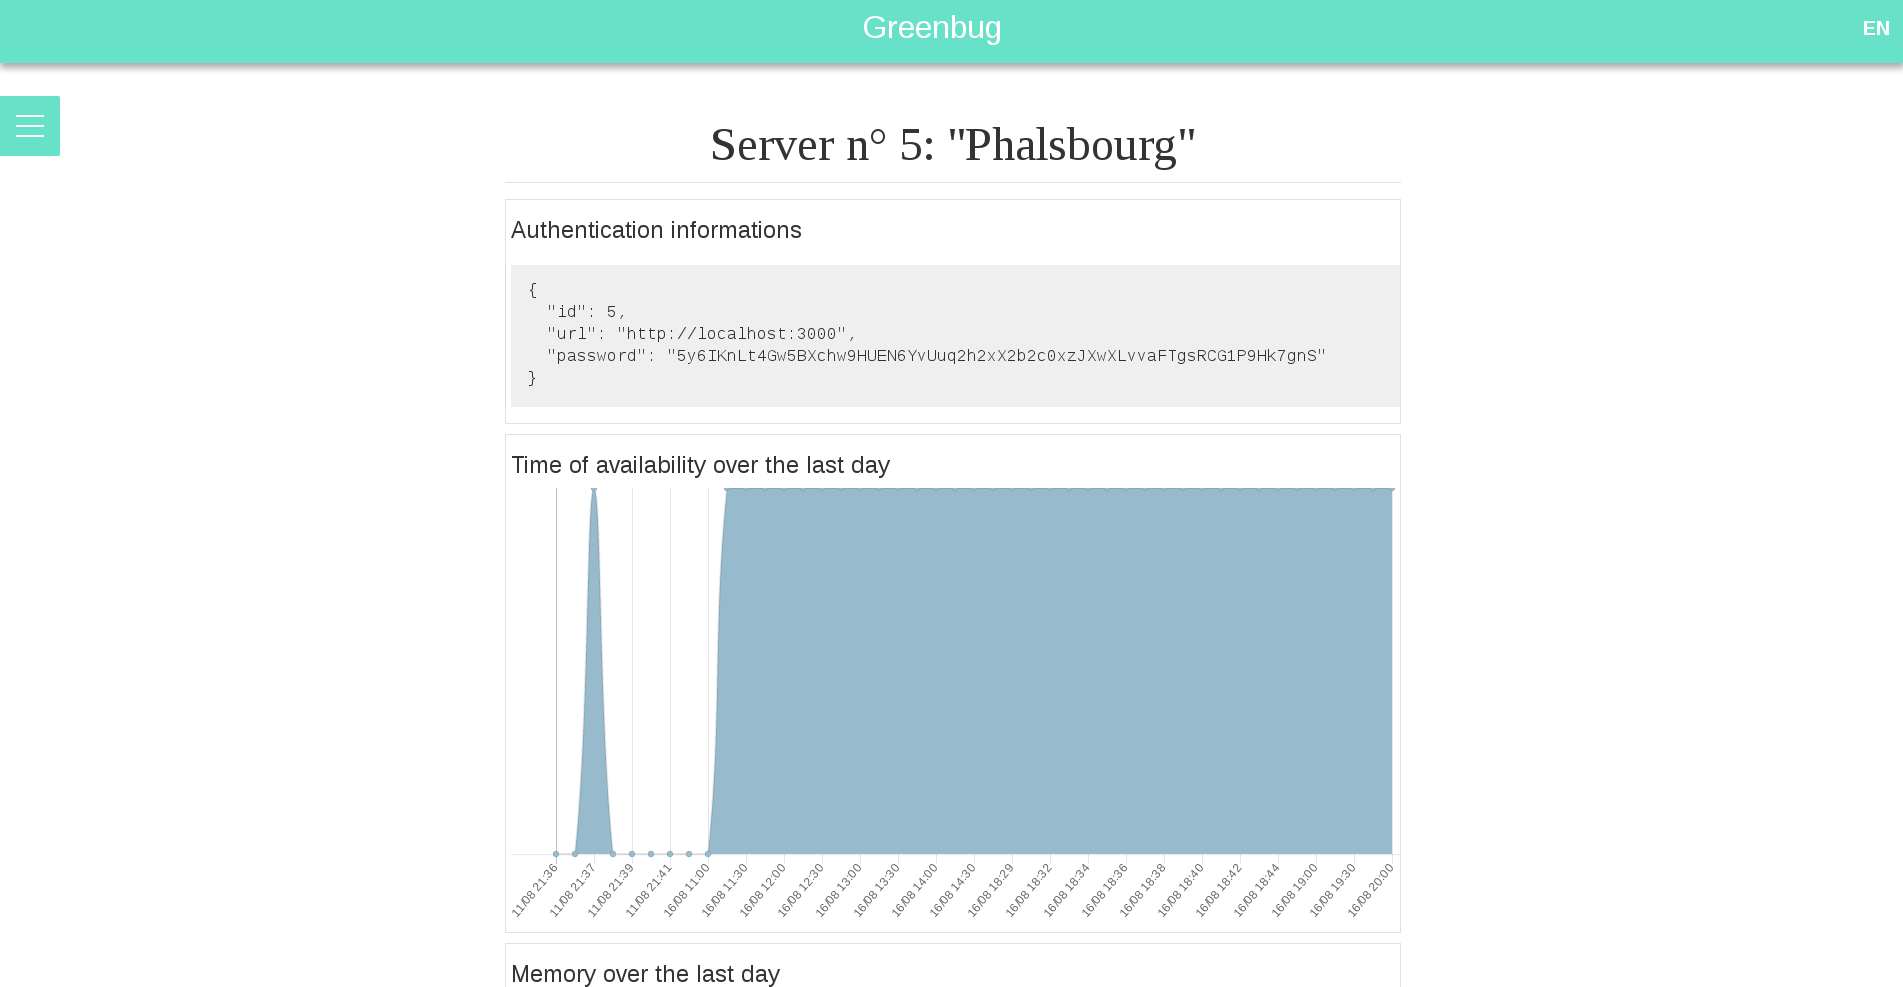 Greenbug
EN
Server n° 5: "Phalsbourg"
Authentication informations
{
"id": 5,
"url": "http://localhost:3000",
"password": "5y6IKnLt4Gw5BXchw9HUEN6YvUuq2h2xX2b2c0xzJXwXLvvaFTgsRCG1P9Hk7gnS"
}
Time of availability over the last day
11/08 21:36
11/08 21:37
11/08 21:39
11/08 21:41
16/08 11:00
16/08 11:30
16/08 12:00
16/08 12:30
16/08 13:00
16/08 13:30
16/08 14:00
16/08 14:30
16/08 18:29
16/08 18:32
16/08 18:34
16/08 18:36
16/08 18:38
16/08 18:40
16/08 18:42
16/08 18:44
16/08 19:00
16/08 19:30
16/08 20:00
Memory over the last day